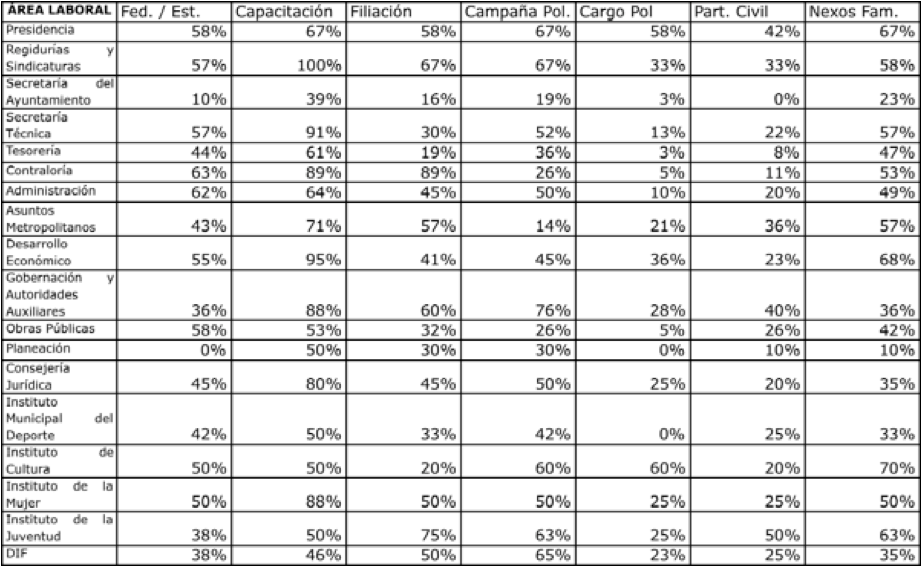 ÁREA LABORAL Fed. / Est. Capacitación Filiación Campaña Pol. Cargo Pol Part. Civil Nexos Fam.
Presidencia 58% 67% 58% 67% 58% 42% 67%
Regidurías y
Sindicaturas 57% 100% 67% 67% 33% 33% 58%
Secretaría del
Ayuntamiento 10% 39% 16% 19% 3% 0% 23%
Secretaría
Técnica 57% 91% 30% 52% 13% 22% 57%
Tesorería 44% 61% 19% 36% 3% 8% 47%
Contraloría 63% 89% 89% 26% 5% 11% 53%
Administración 62% 64% 45% 50% 10% 20% 49%
Asuntos
Metropolitanos 43% 71% 57% 14% 21% 36% 57%
Desarrollo
Económico 55% 95% 41% 45% 36% 23% 68%
Gobernación y
Autoridades
Auxiliares 36% 88% 60% 76% 28% 40% 36%
Obras Públicas 58% 53% 32% 26% 5% 26% 42%
Planeación 0% 50% 30% 30% 0% 10% 10%
Consejería
Jurídica 45% 80% 45% 50% 25% 20% 35%
Instituto
Municipal del
Deporte 42% 50% 33% 42% 0% 25% 33%
Instituto de
Cultura 50% 50% 20% 60% 60% 20% 70%
Instituto de la
Mujer 50% 88% 50% 50% 25% 25% 50%
Instituto de la
Juventud 38% 50% 75% 63% 25% 50% 63%
DIF 38% 46% 50% 65% 23% 25% 35%